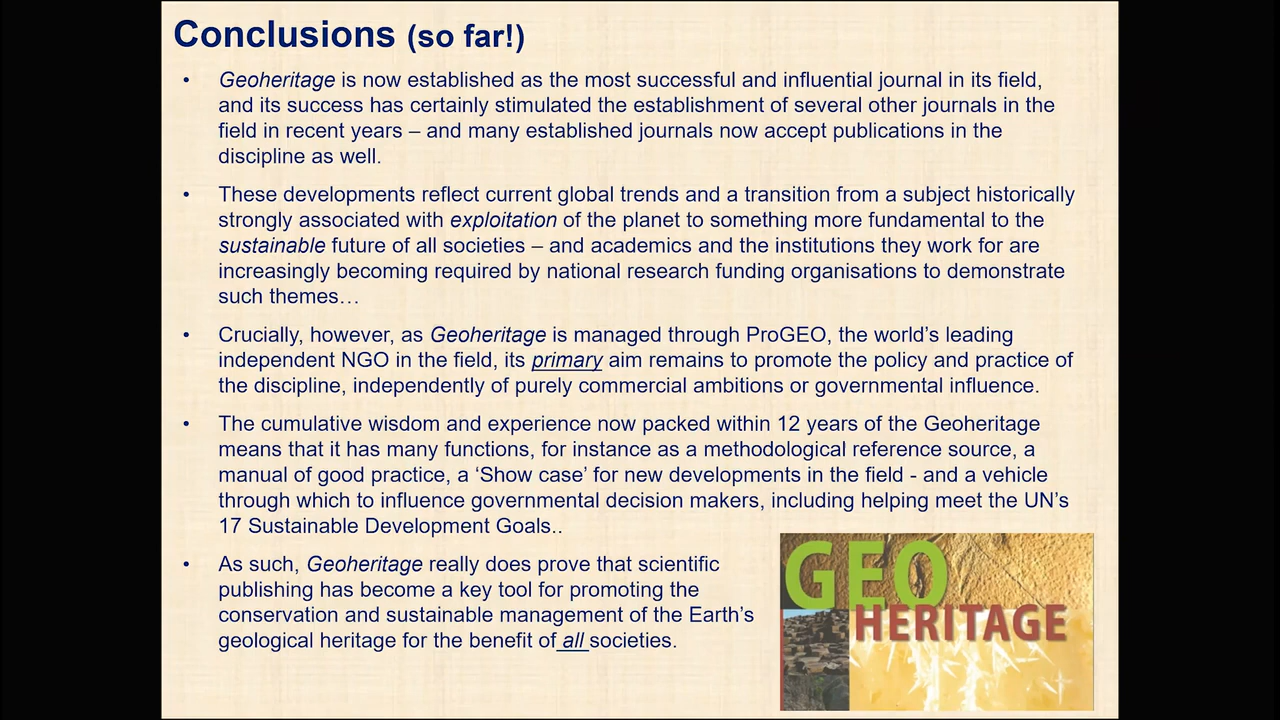 Conclusions (so far!)
• Geoheritage is now established as the most successful and influential journal in its field,
and its success has certainly stimulated the establishment of several other journals in the
field in recent years – and many established journals now accept publications in the
discipline as well.
• These developments reflect current global trends and a transition from a subject historically
strongly associated with exploitation of the planet to something more fundamental to the
sustainable future of all societies – and academics and the institutions they work for are
increasingly becoming required by national research funding organisations to demonstrate
such themes…
• Crucially, however, as Geoheritage is managed through ProGEO, the world’s leading
independent NGO in the field, its primary aim remains to promote the policy and practice of
the discipline, independently of purely commercial ambitions or governmental influence.
• The cumulative wisdom and experience now packed within 12 years of the Geoheritage
means that it has many functions, for instance as a methodological reference source, a
manual of good practice, a ‘Show case’ for new developments in the field - and a vehicle
through which to influence governmental decision makers, including helping meet the UN’s
17 Sustainable Development Goals..
• As such, Geoheritage really does prove that scientific
publishing has become a key tool for promoting the
conservation and sustainable management of the Earth’s
geological heritage for the benefit of all societies.
GEO
HERITAGE